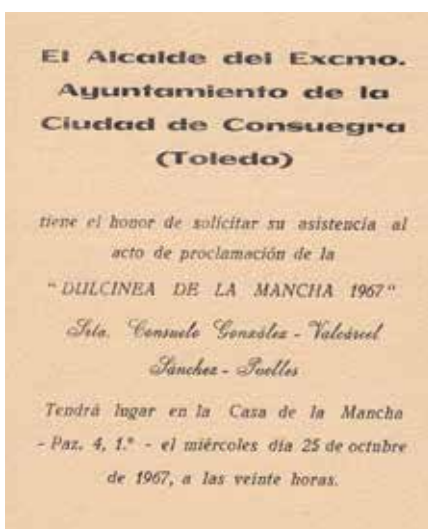 El Alcalde del Excmo.
Ayuntamiento de la
Ciudad de Consuegra
(Toledo)
tiene el honor de solicitar su asistencia al
acto de proclamación de la
"DULCINEA DE LA MANCHA 1967"
Srta. Consuelo González - Valcárcel
Sánchez - Puelles
Tendrá lugar en la Casa de la Mancha
- Paz, 4, 1.º - el miércoles día 25 de octubre
de 1967, a las veinte horas.